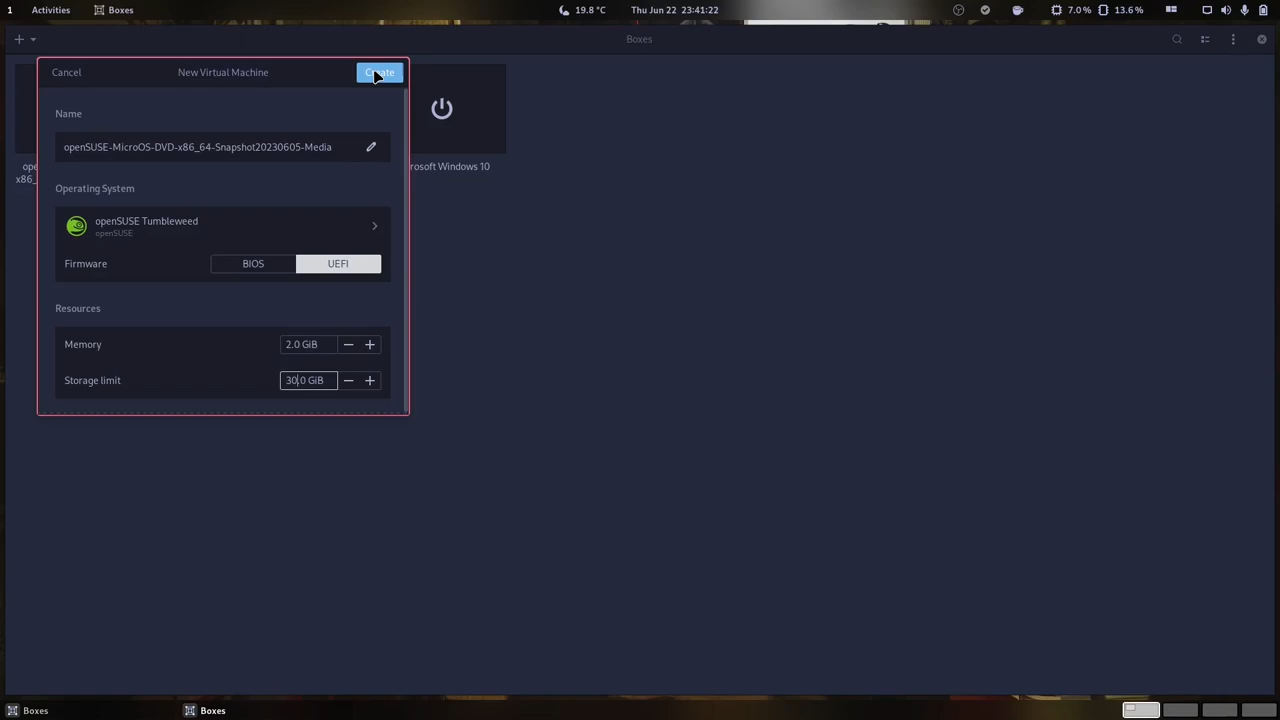 1 Activities Boxes 19.8 °C Thu Jun 22 23:41:22 7.0 % 13.6 %
Boxes
Cancel New Virtual Machine Create
Name
openSUSE-MicroOS-DVD-x86_64-Snapshot20230605-Media
ope
x86_
rosoft Windows 10
Operating System
openSUSE Tumbleweed
openSUSE
Firmware BIOS UEFI
Resources
Memory 2.0 GiB
Storage limit 30.0 GiB
Boxes Boxes